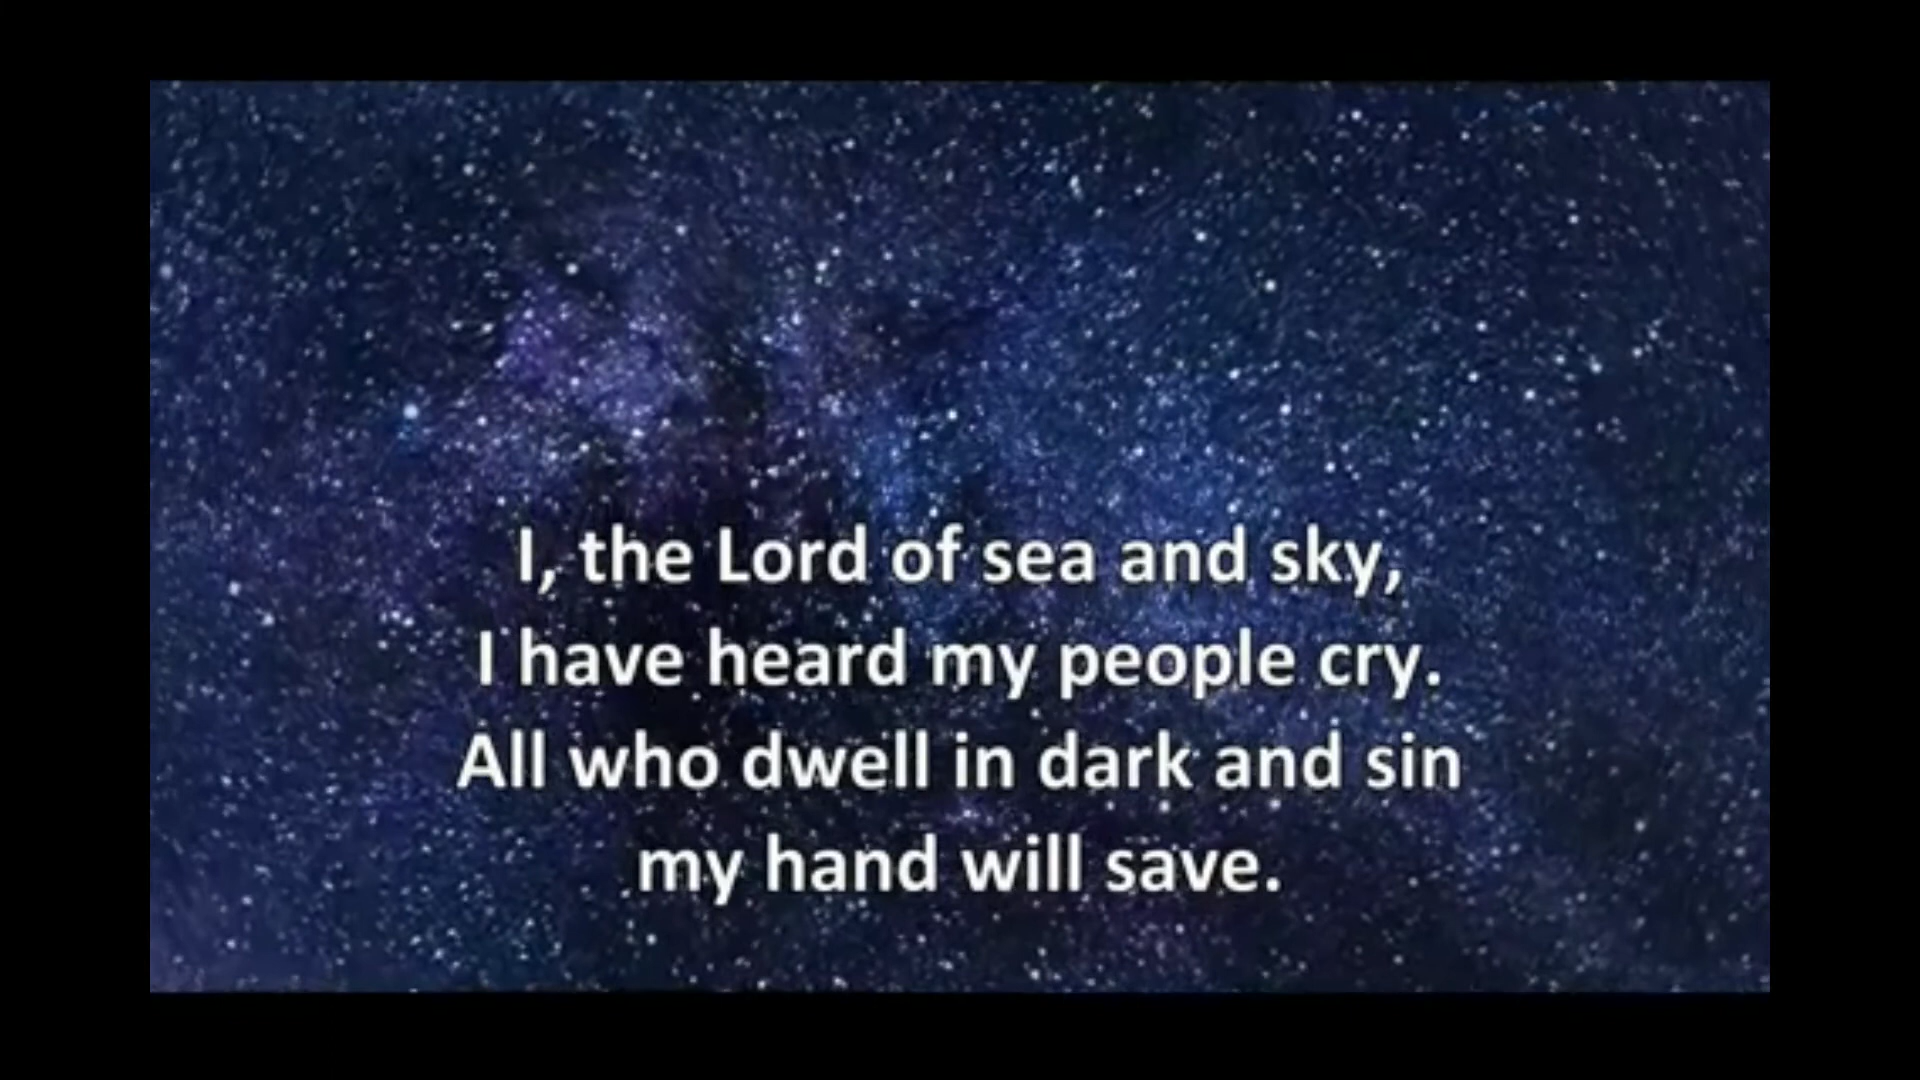 I, the Lord of sea and sky,
I have heard my people cry.
All who dwell in dark and sin
my hand will save.